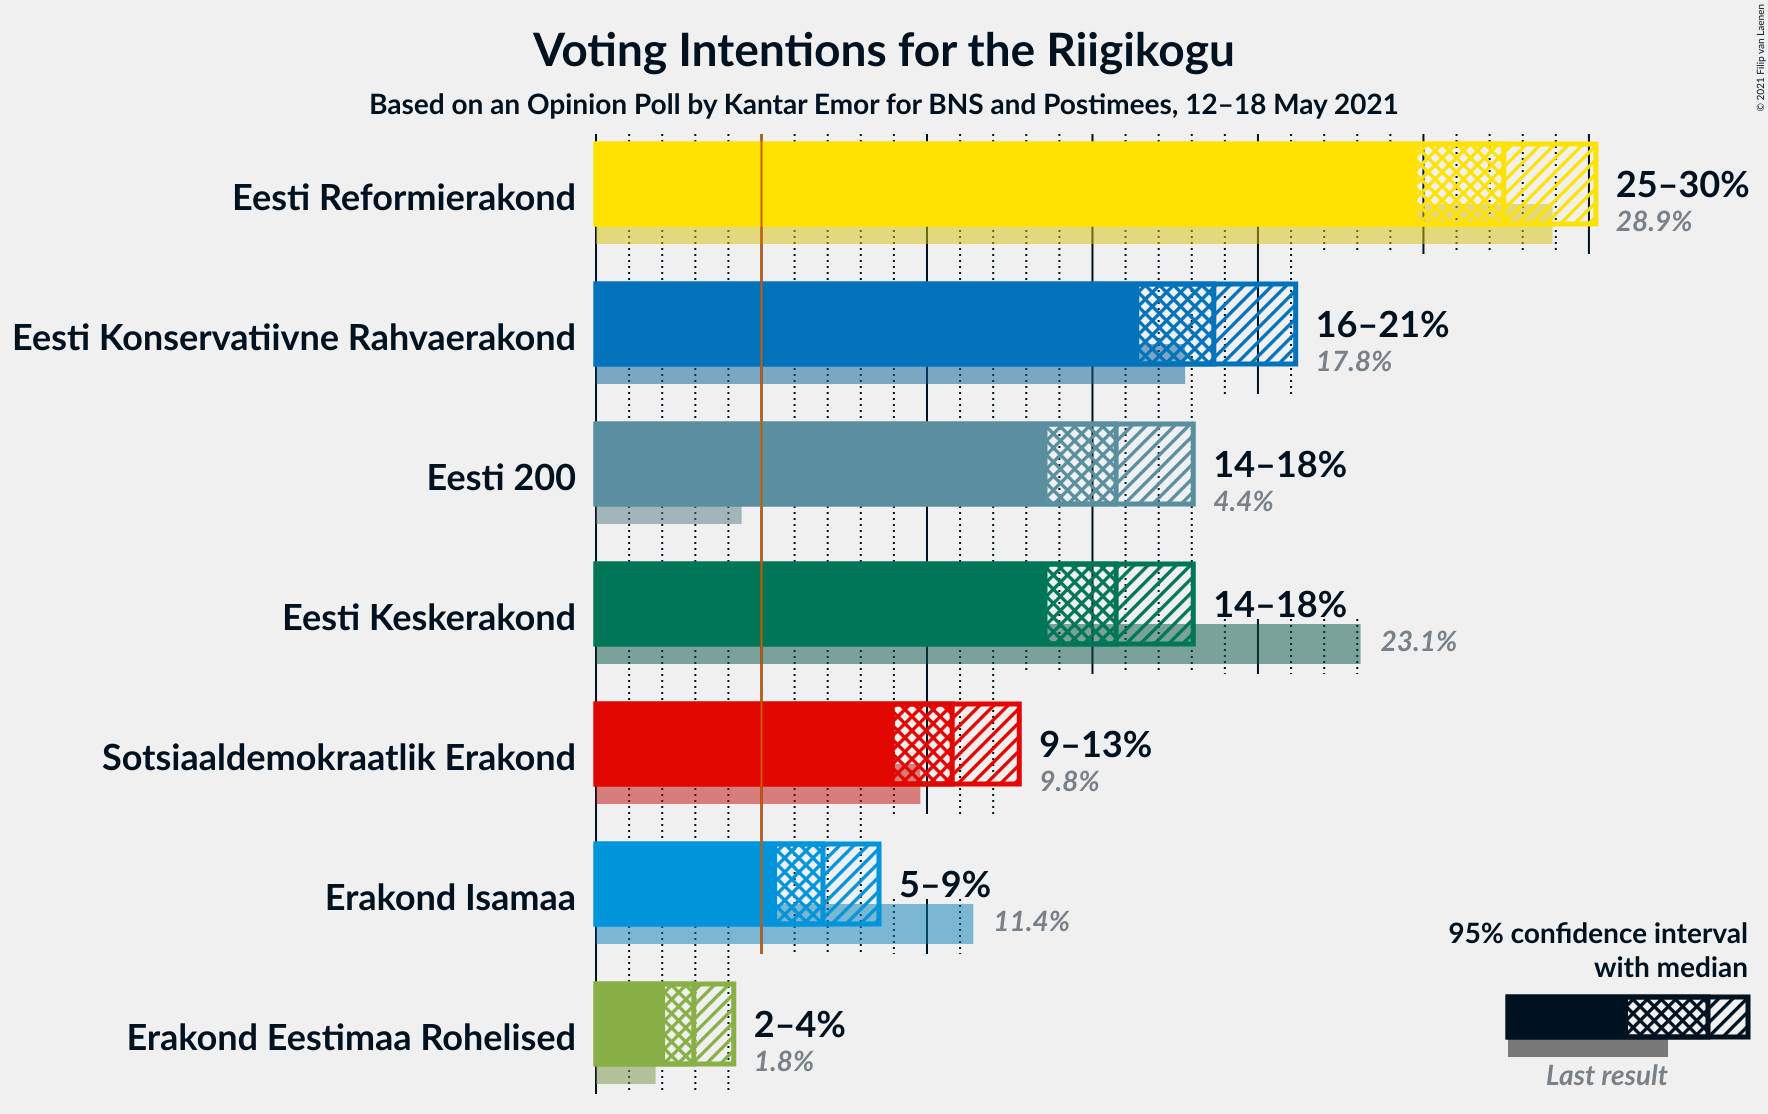 Voting Intentions for the Riigikogu
Based on an Opinion Poll by Kantar Emor for BNS and Postimees, 12–18 May 2021
© 2021 Filip van Laenen
Eesti Reformierakond
25–30%
28.9%
Eesti Konservatiivne Rahvaerakond
16–21%
17.8%
Eesti 200
14–18%
4.4%
Eesti Keskerakond
14–18%
23.1%
Sotsiaaldemokraatlik Erakond
9–13%
9.8%
Erakond Isamaa
5–9%
11.4%
Erakond Eestimaa Rohelised
2–4%
1.8%
95% confidence interval
with median
Last result